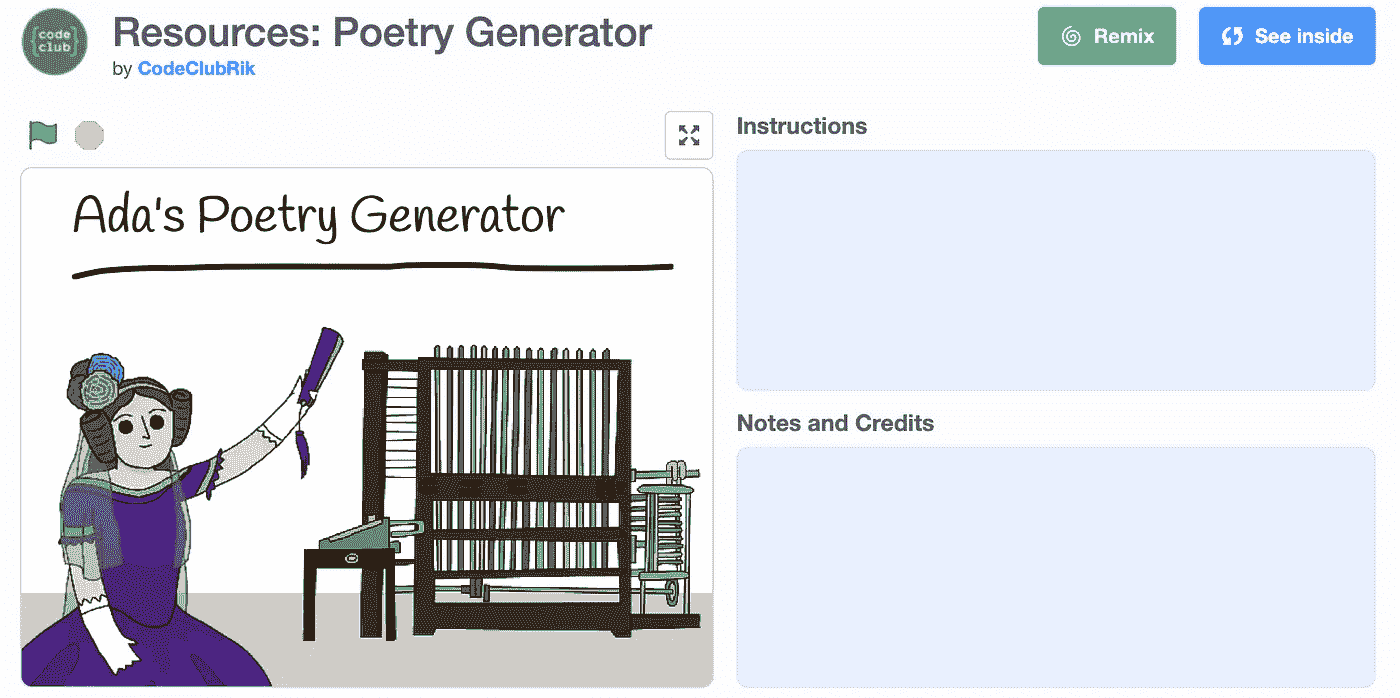 {code
club}
Resources: Poetry Generator
by CodeClubRik
Remix
See inside
Instructions
Ada's Poetry Generator
Notes and Credits